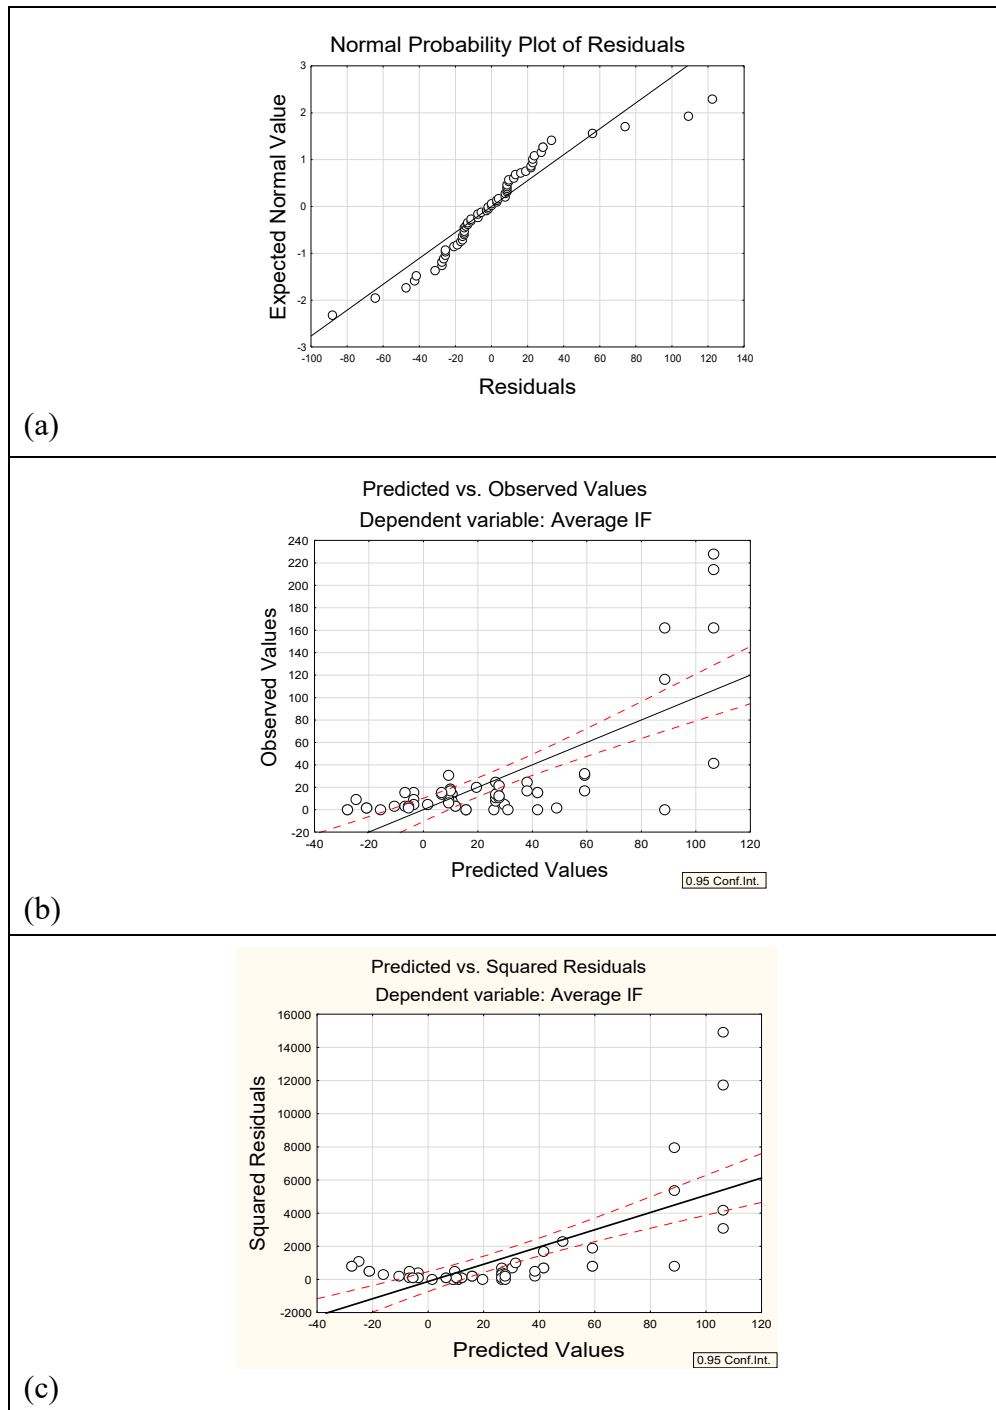 Normal Probability Plot of Residuals
3
2
1
0
-1
-2
-3
Expected Normal Value
-100 -80 -60 -40 -20 0 20 40 60 80 100 120 140
Residuals
(a)
Predicted vs. Observed Values
Dependent variable: Average IF
240
220
200
180
160
140
120
100
80
60
40
20
0
-20
Observed Values
-40 -20 0 20 40 60 80 100 120
Predicted Values
0.95 Conf.Int.
(b)
Predicted vs. Squared Residuals
Dependent variable: Average IF
16000
14000
12000
10000
8000
6000
4000
2000
0
-2000
Squared Residuals
-40 -20 0 20 40 60 80 100 120
Predicted Values
0.95 Conf.Int.
(c)